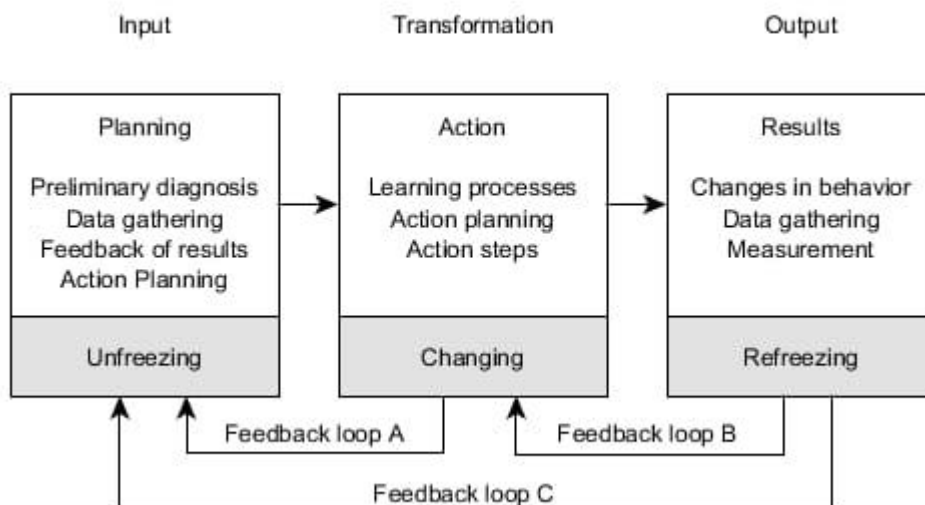 Input
Transformation
Output
Planning
Preliminary diagnosis
Data gathering
Feedback of results
Action Planning
Unfreezing
Action
Learning processes
Action planning
Action steps
Changing
Results
Changes in behavior
Data gathering
Measurement
Refreezing
Feedback loop A
Feedback loop B
Feedback loop C